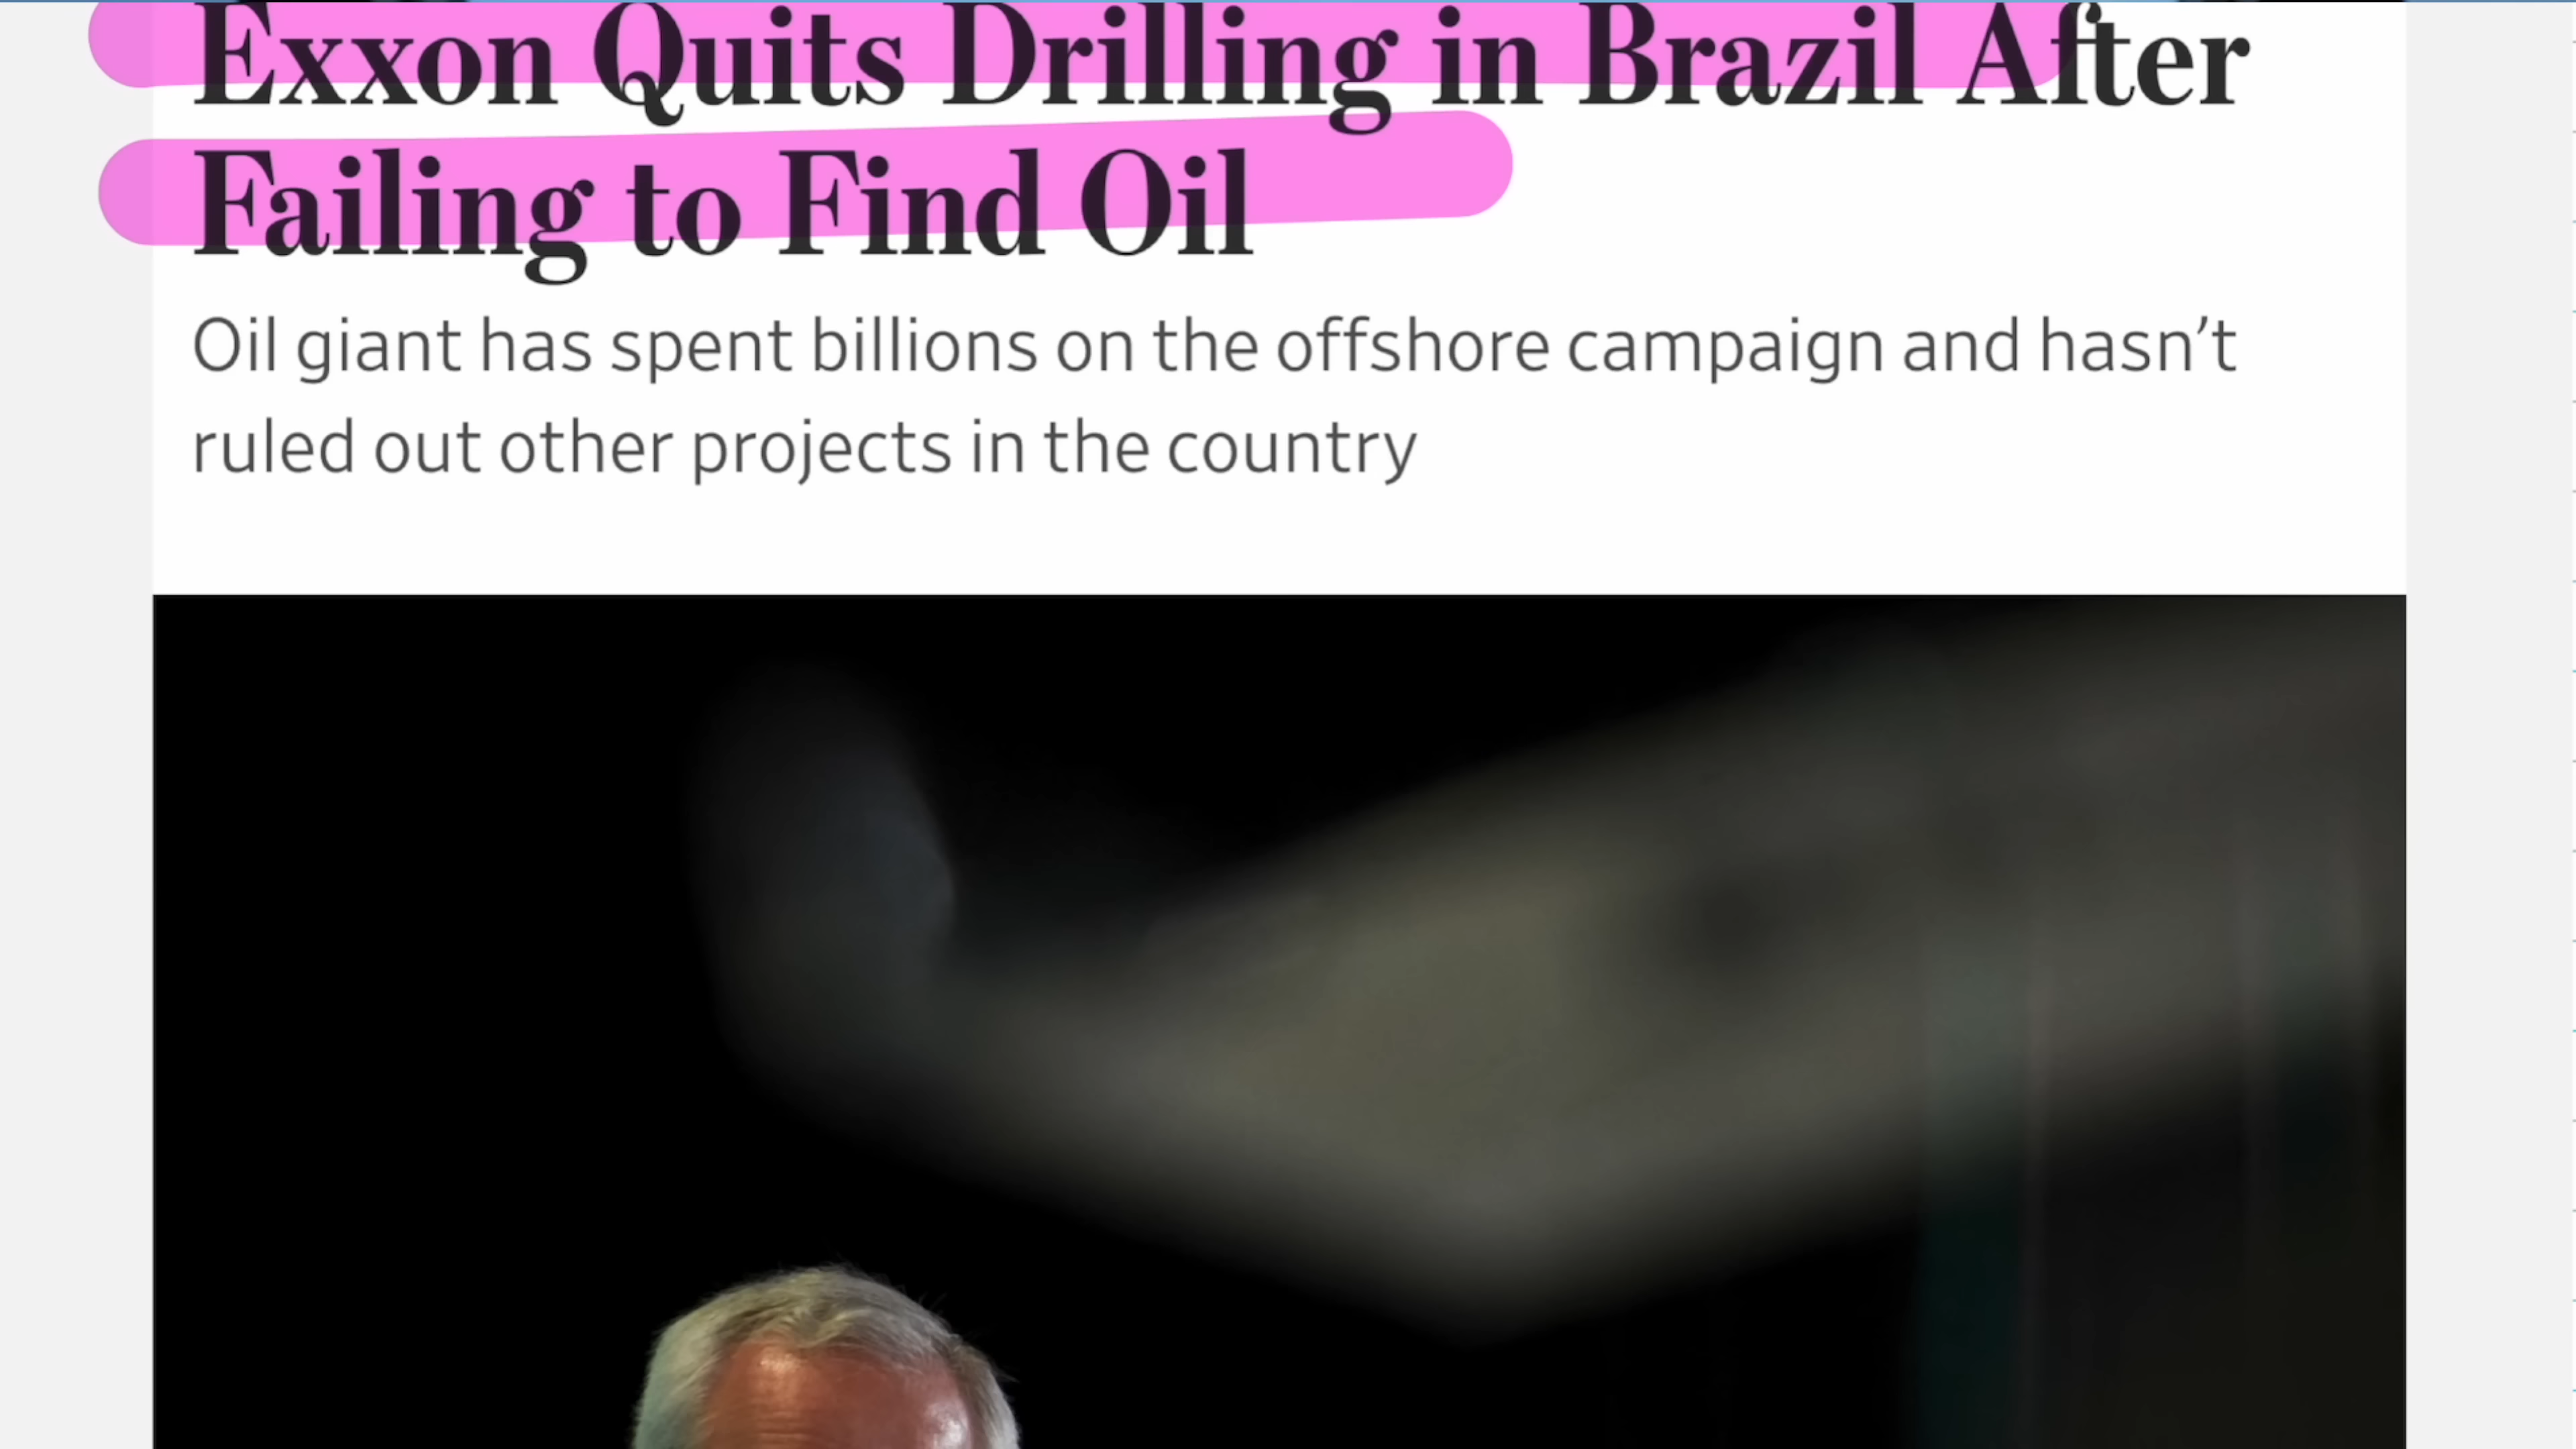 Exxon Quits Drilling in Brazil After
Failing to Find Oil
Oil giant has spent billions on the offshore campaign and hasn’t
ruled out other projects in the country